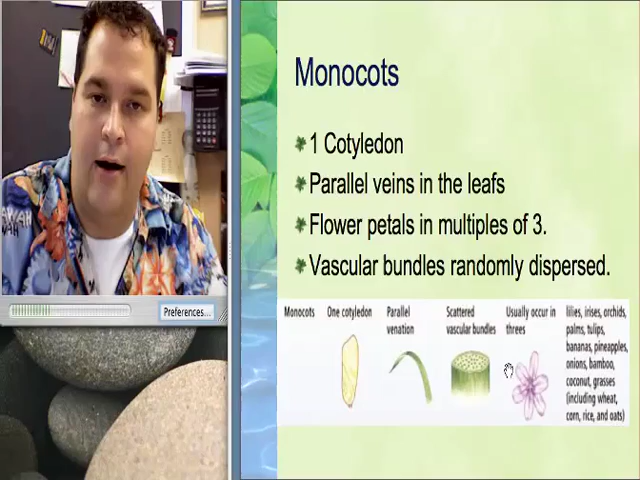 Monocots
1 Cotyledon
Parallel veins in the leafs
Flower petals in multiples of 3.
Vascular bundles randomly dispersed.
Monocots
One cotyledon
Parallel
venation
Scattered
vascular bundles
Usually occur in
threes
lilies, irises, orchids,
palms, tulips,
bananas, pineapples,
onions, bamboo,
coconut, grasses
(including wheat,
corn, rice, and oats)
Preferences...